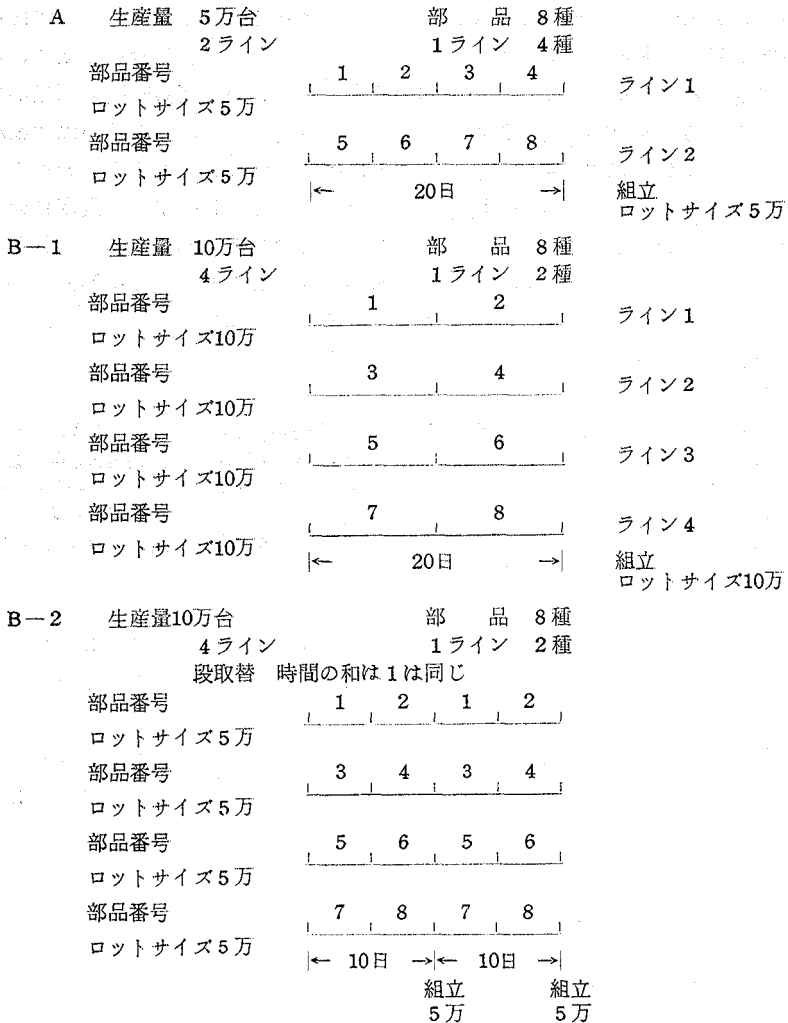 A 生産量 5万台 部品 8種
2ライン 1ライン 4種
部品番号 1 2 3 4 ライン1
ロットサイズ5万
部品番号 5 6 7 8 ライン2
ロットサイズ5万 |← 20日 →| 組立
ロットサイズ5万
B—1 生産量 10万台 部品 8種
4ライン 1ライン 2種
部品番号 1 2 ライン1
ロットサイズ10万
部品番号 3 4 ライン2
ロットサイズ10万
部品番号 5 6 ライン3
ロットサイズ10万
部品番号 7 8 ライン4
ロットサイズ10万 |← 20日 →| 組立
ロットサイズ10万
B—2 生産量10万台 部品 8種
4ライン 1ライン 2種
段取替 時間の和は1は同じ
部品番号 1 2 1 2
ロットサイズ5万
部品番号 3 4 3 4
ロットサイズ5万
部品番号 5 6 5 6
ロットサイズ5万
部品番号 7 8 7 8
ロットサイズ5万 |← 10日 →|← 10日 →|
組立 組立
5万 5万